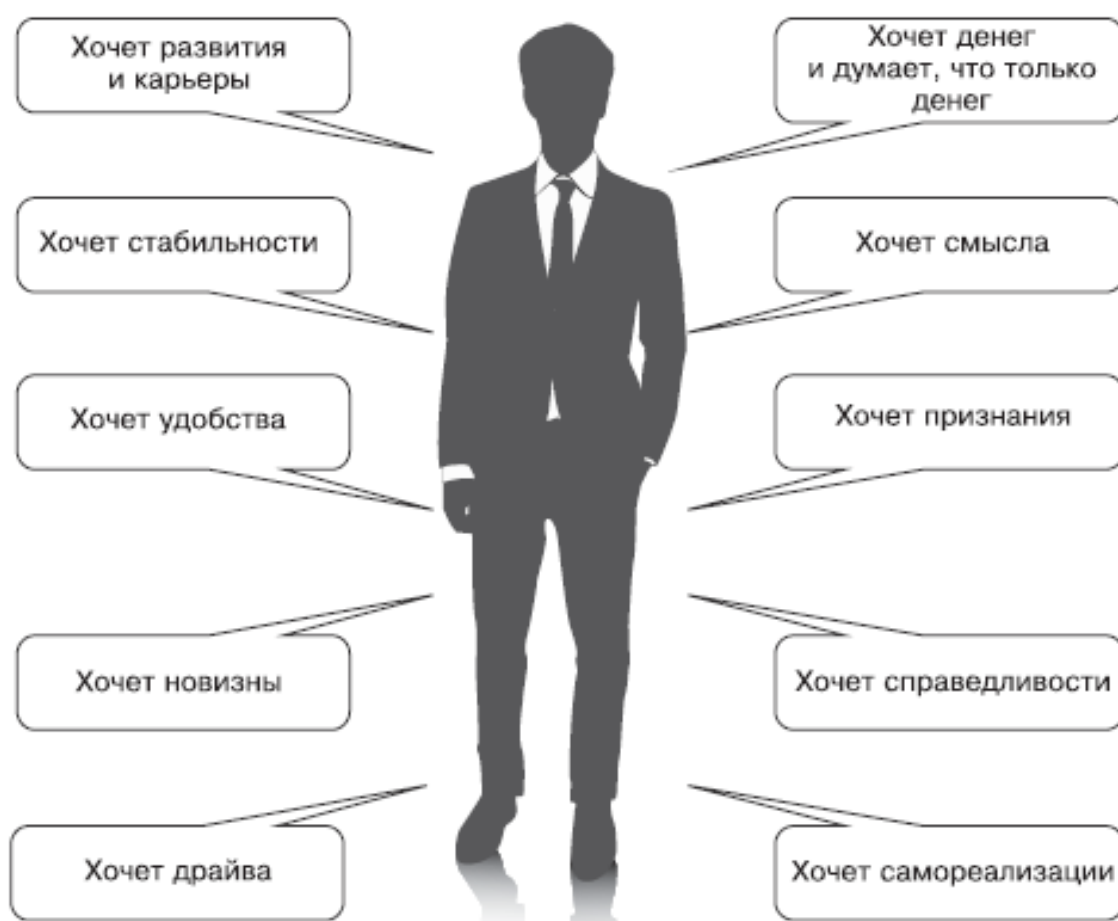 Хочет развития
и карьеры
Хочет денег
и думает, что только
денег
Хочет стабильности
Хочет смысла
Хочет удобства
Хочет признания
Хочет новизны
Хочет справедливости
Хочет драйва
Хочет самореализации